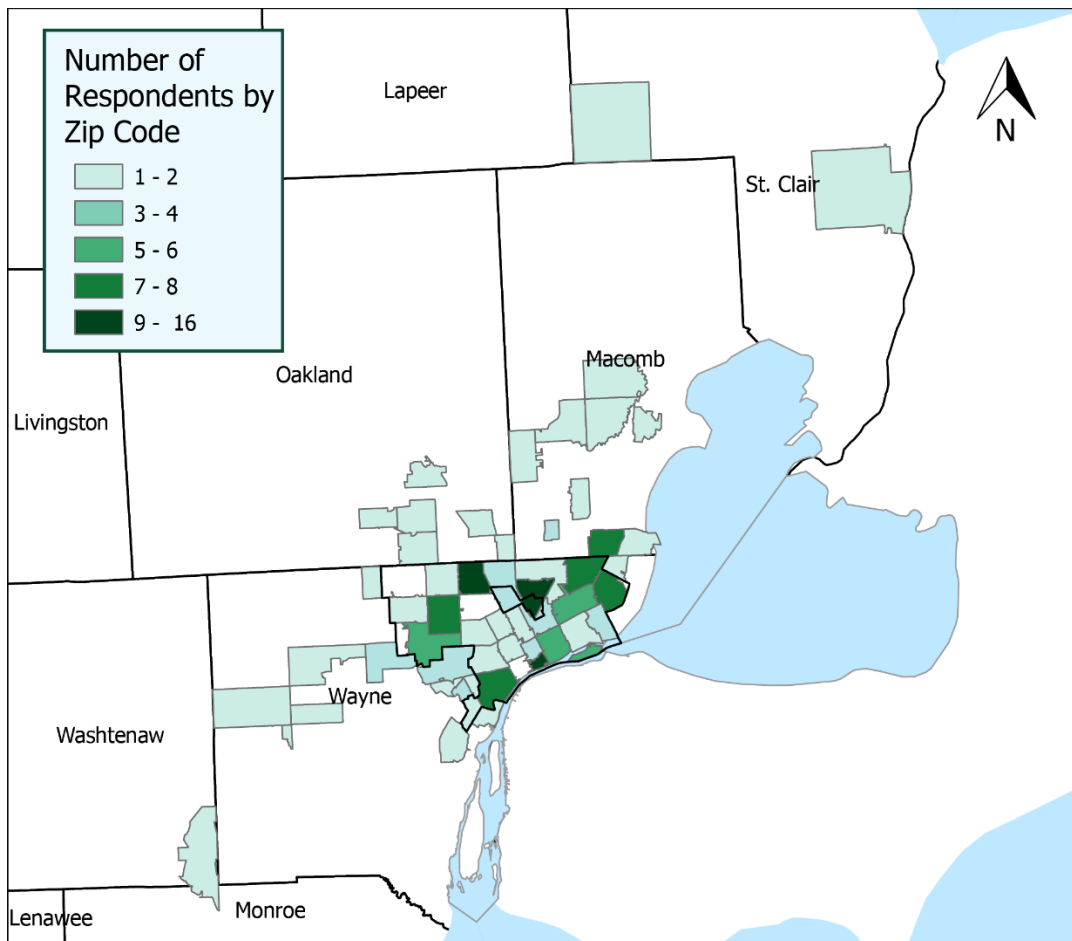 Number of
Respondents by
Zip Code
1 - 2
3 - 4
5 - 6
7 - 8
9 - 16
Lapeer
N
St. Clair
Macomb
Oakland
Livingston
Wayne
Washtenaw
Monroe
Lenawee